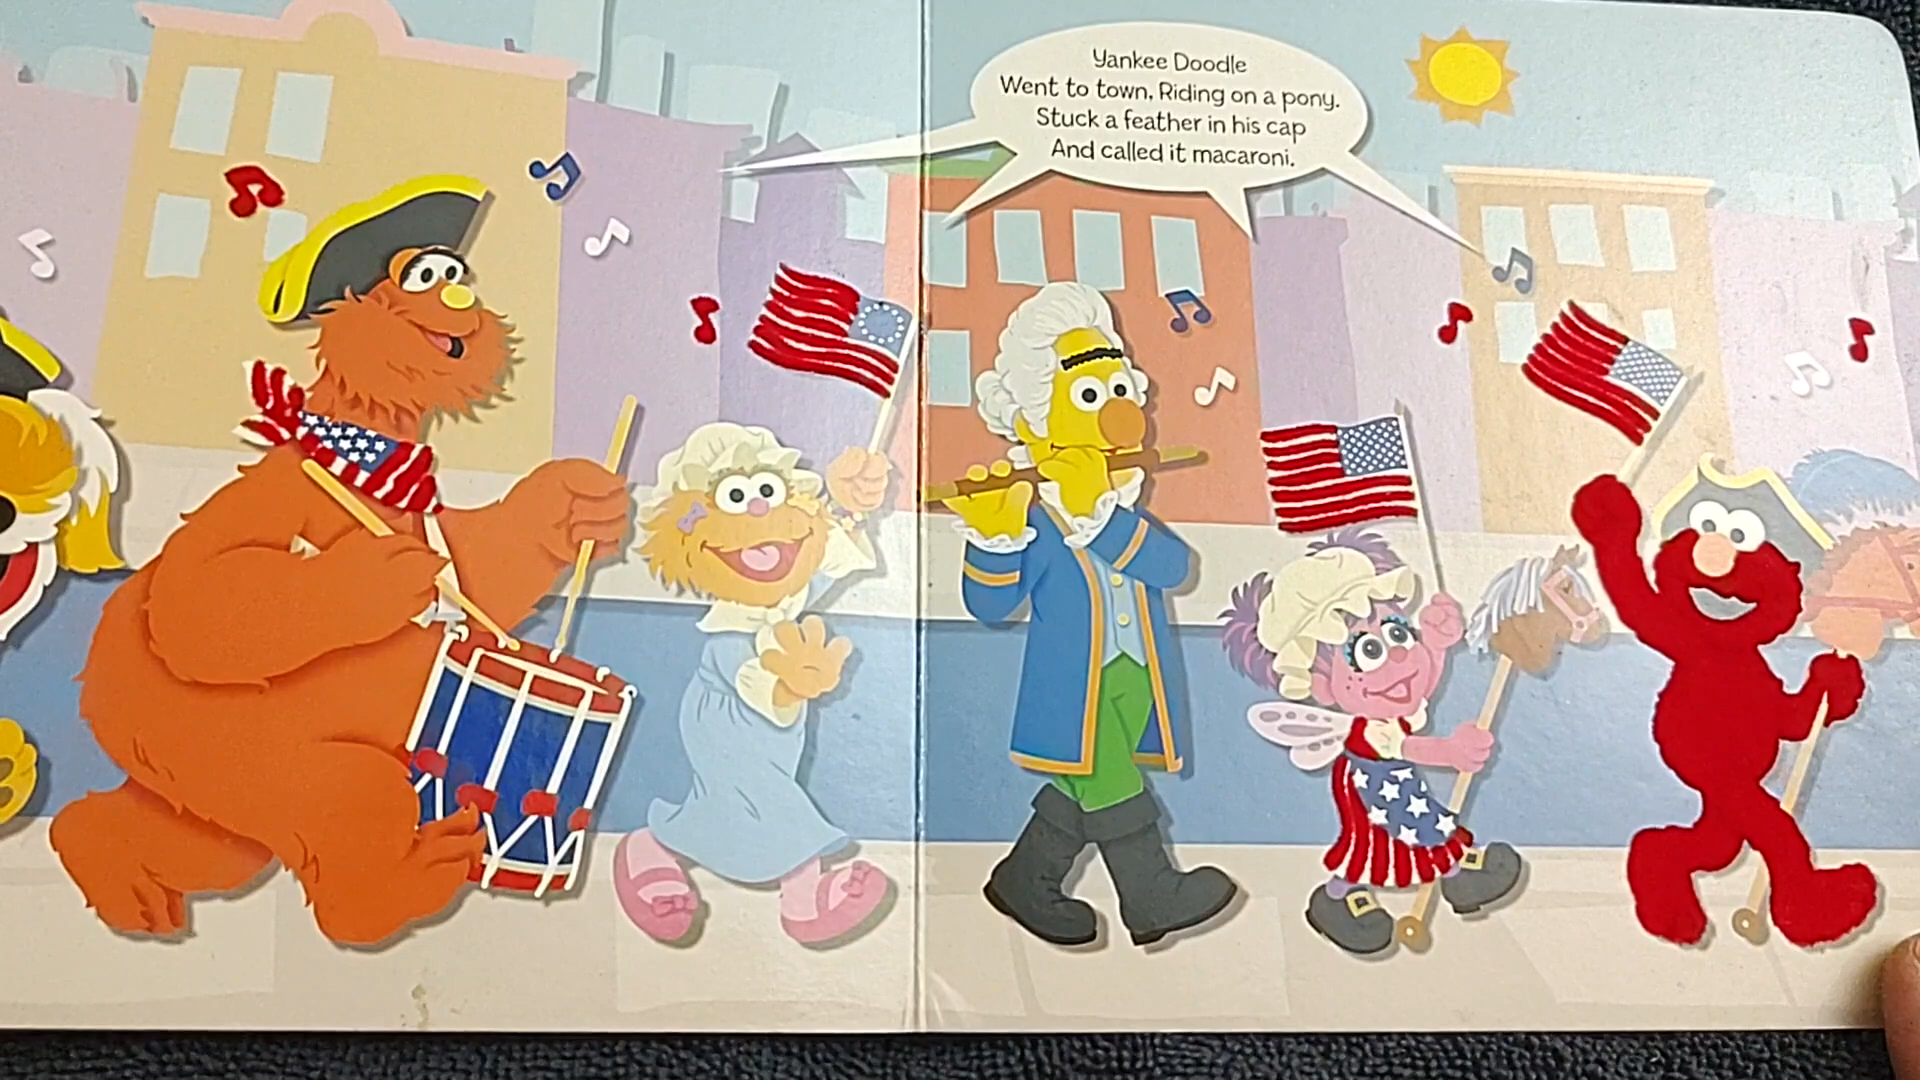 Yankee Doodle
Went to town, Riding on a pony.
Stuck a feather in his cap
And called it macaroni.